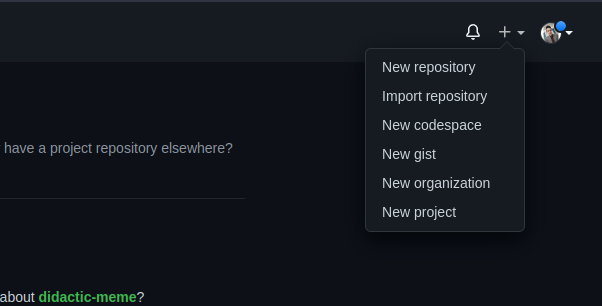 New repository
Import repository
New codespace
have a project repository elsewhere?
New gist
New organization
New project
about didactic-meme?